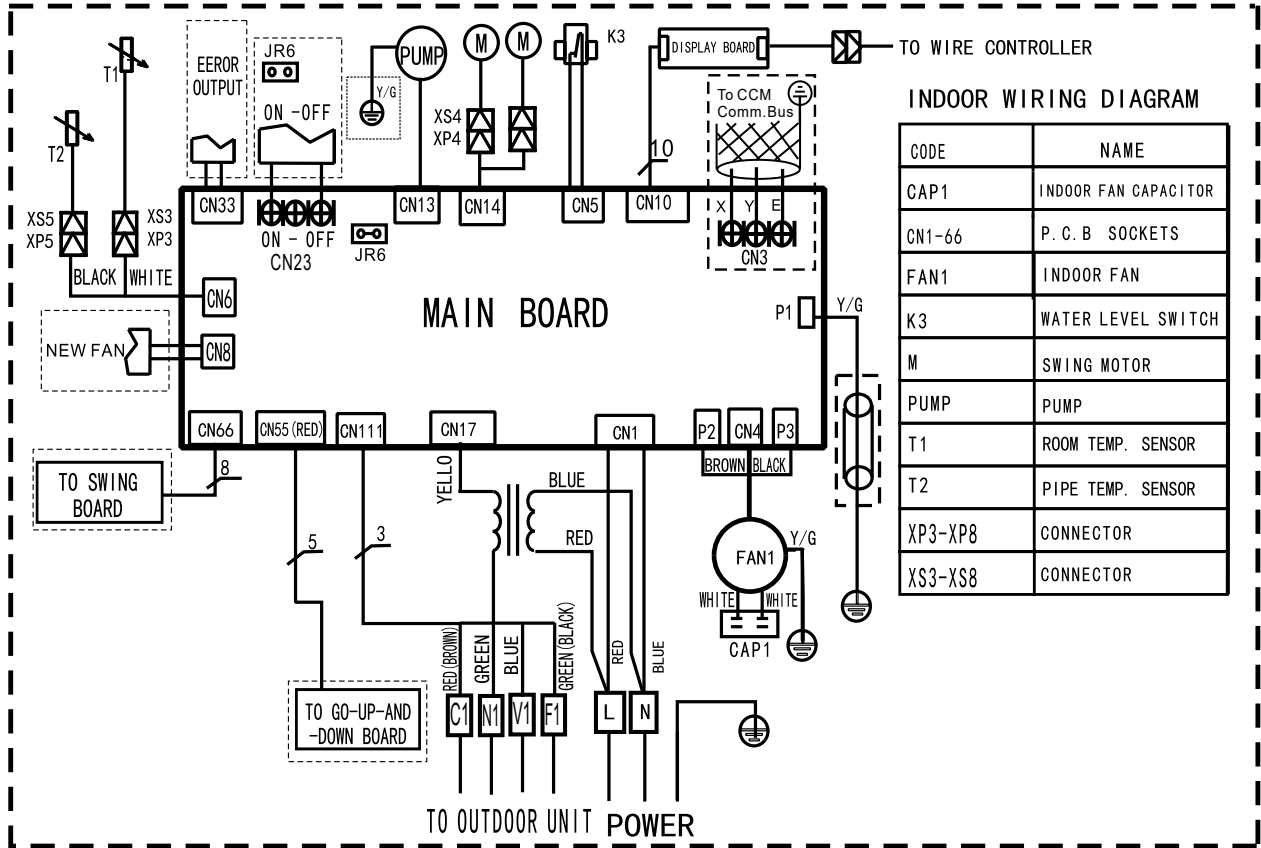 T1
T2
XS5
XP5
XS3
XP3
BLACK
WHITE
EEROR
OUTPUT
JR6
ON -OFF
Y/G
PUMP
M
M
XS4
XP4
K3
DISPLAY BOARD
TO WIRE CONTROLLER
10
To CCM
Comm.Bus
X
Y
E
CN3
CN33
ON - OFF
CN23
JR6
CN13
CN14
CN5
CN10
CN6
CN8
NEW FAN
MAIN BOARD
P1
Y/G
CN66
CN55(RED)
CN111
CN17
CN1
P2
CN4
P3
BROWN
BLACK
TO SWING
BOARD
8
5
3
YELLO
BLUE
RED
FAN1
Y/G
WHITE
WHITE
CAP1
RED(BROWN)
GREEN
BLUE
GREEN(BLACK)
RED
BLUE
TO GO-UP-AND
-DOWN BOARD
C1
N1
V1
F1
L
N
TO OUTDOOR UNIT
POWER
INDOOR WIRING DIAGRAM
CODE NAME
CAP1 INDOOR FAN CAPACITOR
CN1-66 P.C.B SOCKETS
FAN1 INDOOR FAN
K3 WATER LEVEL SWITCH
M SWING MOTOR
PUMP PUMP
T1 ROOM TEMP. SENSOR
T2 PIPE TEMP. SENSOR
XP3-XP8 CONNECTOR
XS3-XS8 CONNECTOR